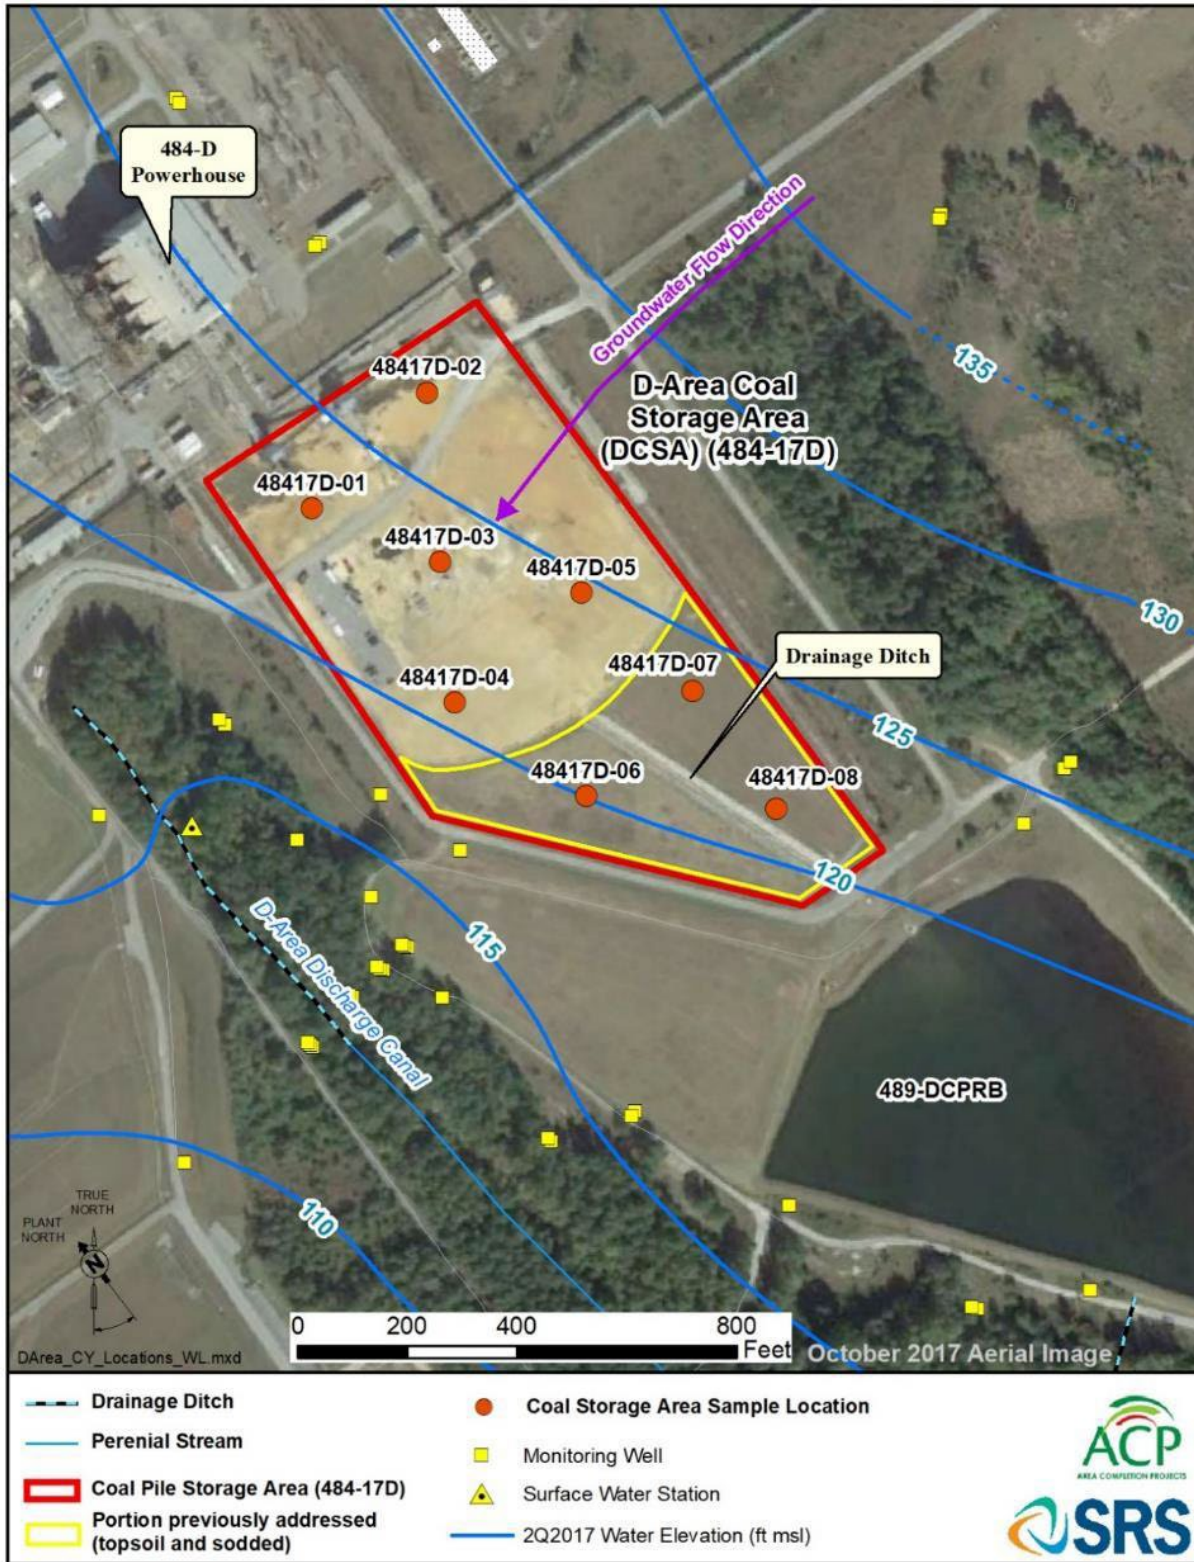 484-D
Powerhouse
Groundwater Flow Direction
135
48417D-02
D-Area Coal
Storage Area
(DCSA) (484-17D)
48417D-01
48417D-03
48417D-05
130
Drainage Ditch
48417D-07
48417D-04
125
48417D-06
48417D-08
120
D-Area Discharge Canal
115
489-DCPRB
110
TRUE
NORTH
PLANT
NORTH
N
0 200 400 800
Feet
DArea_CY_Locations_WL.mxd
October 2017 Aerial Image
Drainage Ditch
Perenial Stream
Coal Pile Storage Area (484-17D)
Portion previously addressed
(topsoil and sodded)
Coal Storage Area Sample Location
Monitoring Well
Surface Water Station
2Q2017 Water Elevation (ft msl)
ACP
AREA COMPLETION PROJECTS
SRS